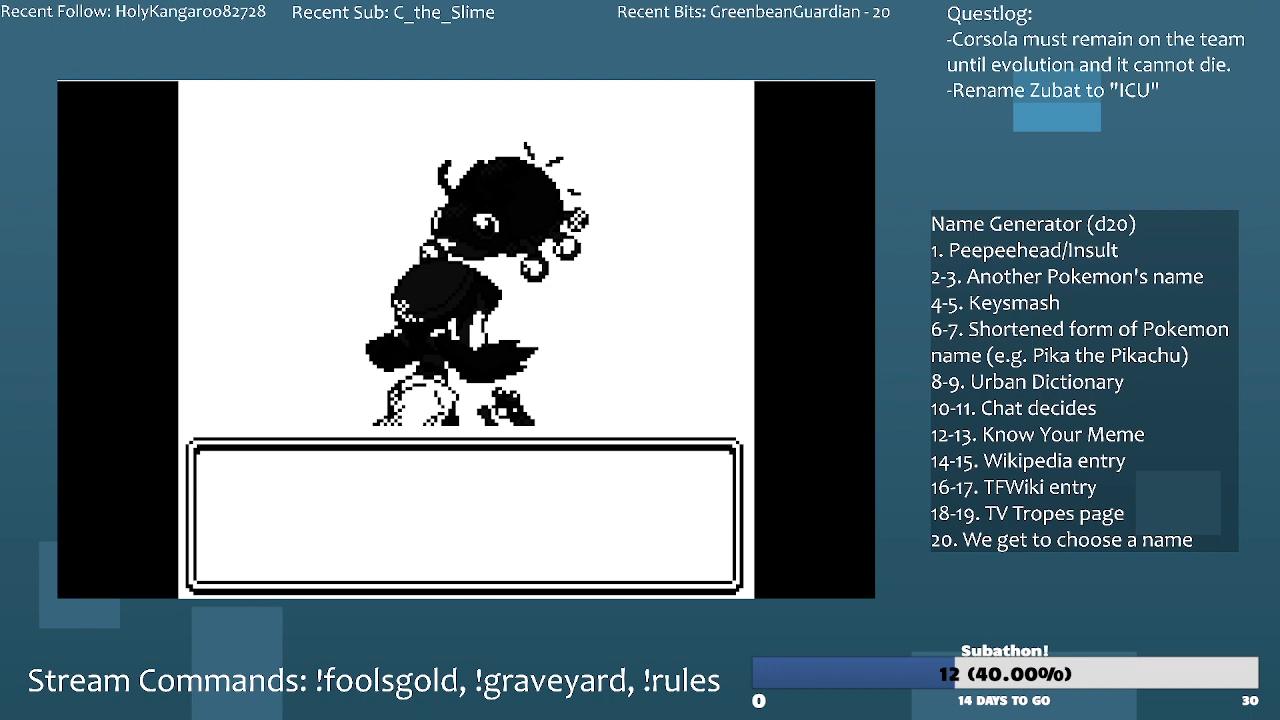 Recent Follow: HolyKangaroo82728
Recent Sub: C_the_Slime
Recent Bits: GreenbeanGuardian - 20
Questlog:
-Corsola must remain on the team
until evolution and it cannot die.
-Rename Zubat to "ICU"
Name Generator (d20)
1. Peepeehead/Insult
2-3. Another Pokemon's name
4-5. Keysmash
6-7. Shortened form of Pokemon
name (e.g. Pika the Pikachu)
8-9. Urban Dictionary
10-11. Chat decides
12-13. Know Your Meme
14-15. Wikipedia entry
16-17. TFWiki entry
18-19. TV Tropes page
20. We get to choose a name
Stream Commands: !foolsgold, !graveyard, !rules
Subathon!
12 (40.00%)
0
14 DAYS TO GO
30